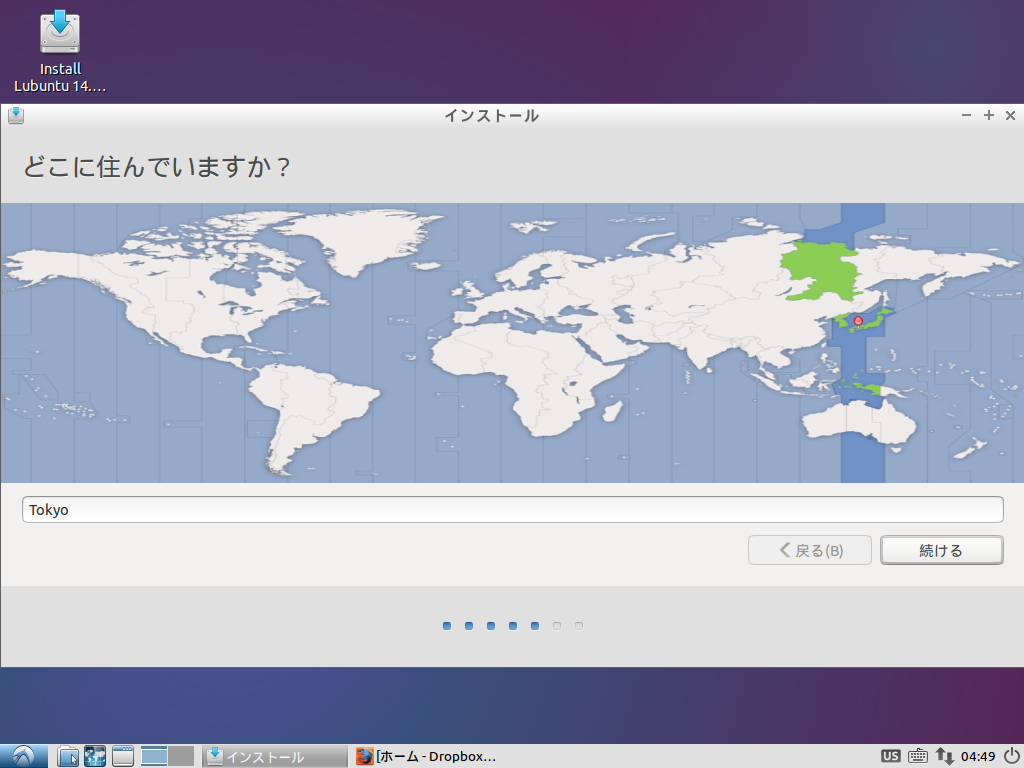 Install
Lubuntu 14....
インストール
どこに住んでいますか？
Tokyo
戻る(B)
続ける
インストール
[ホーム - Dropbox...
US
04:49